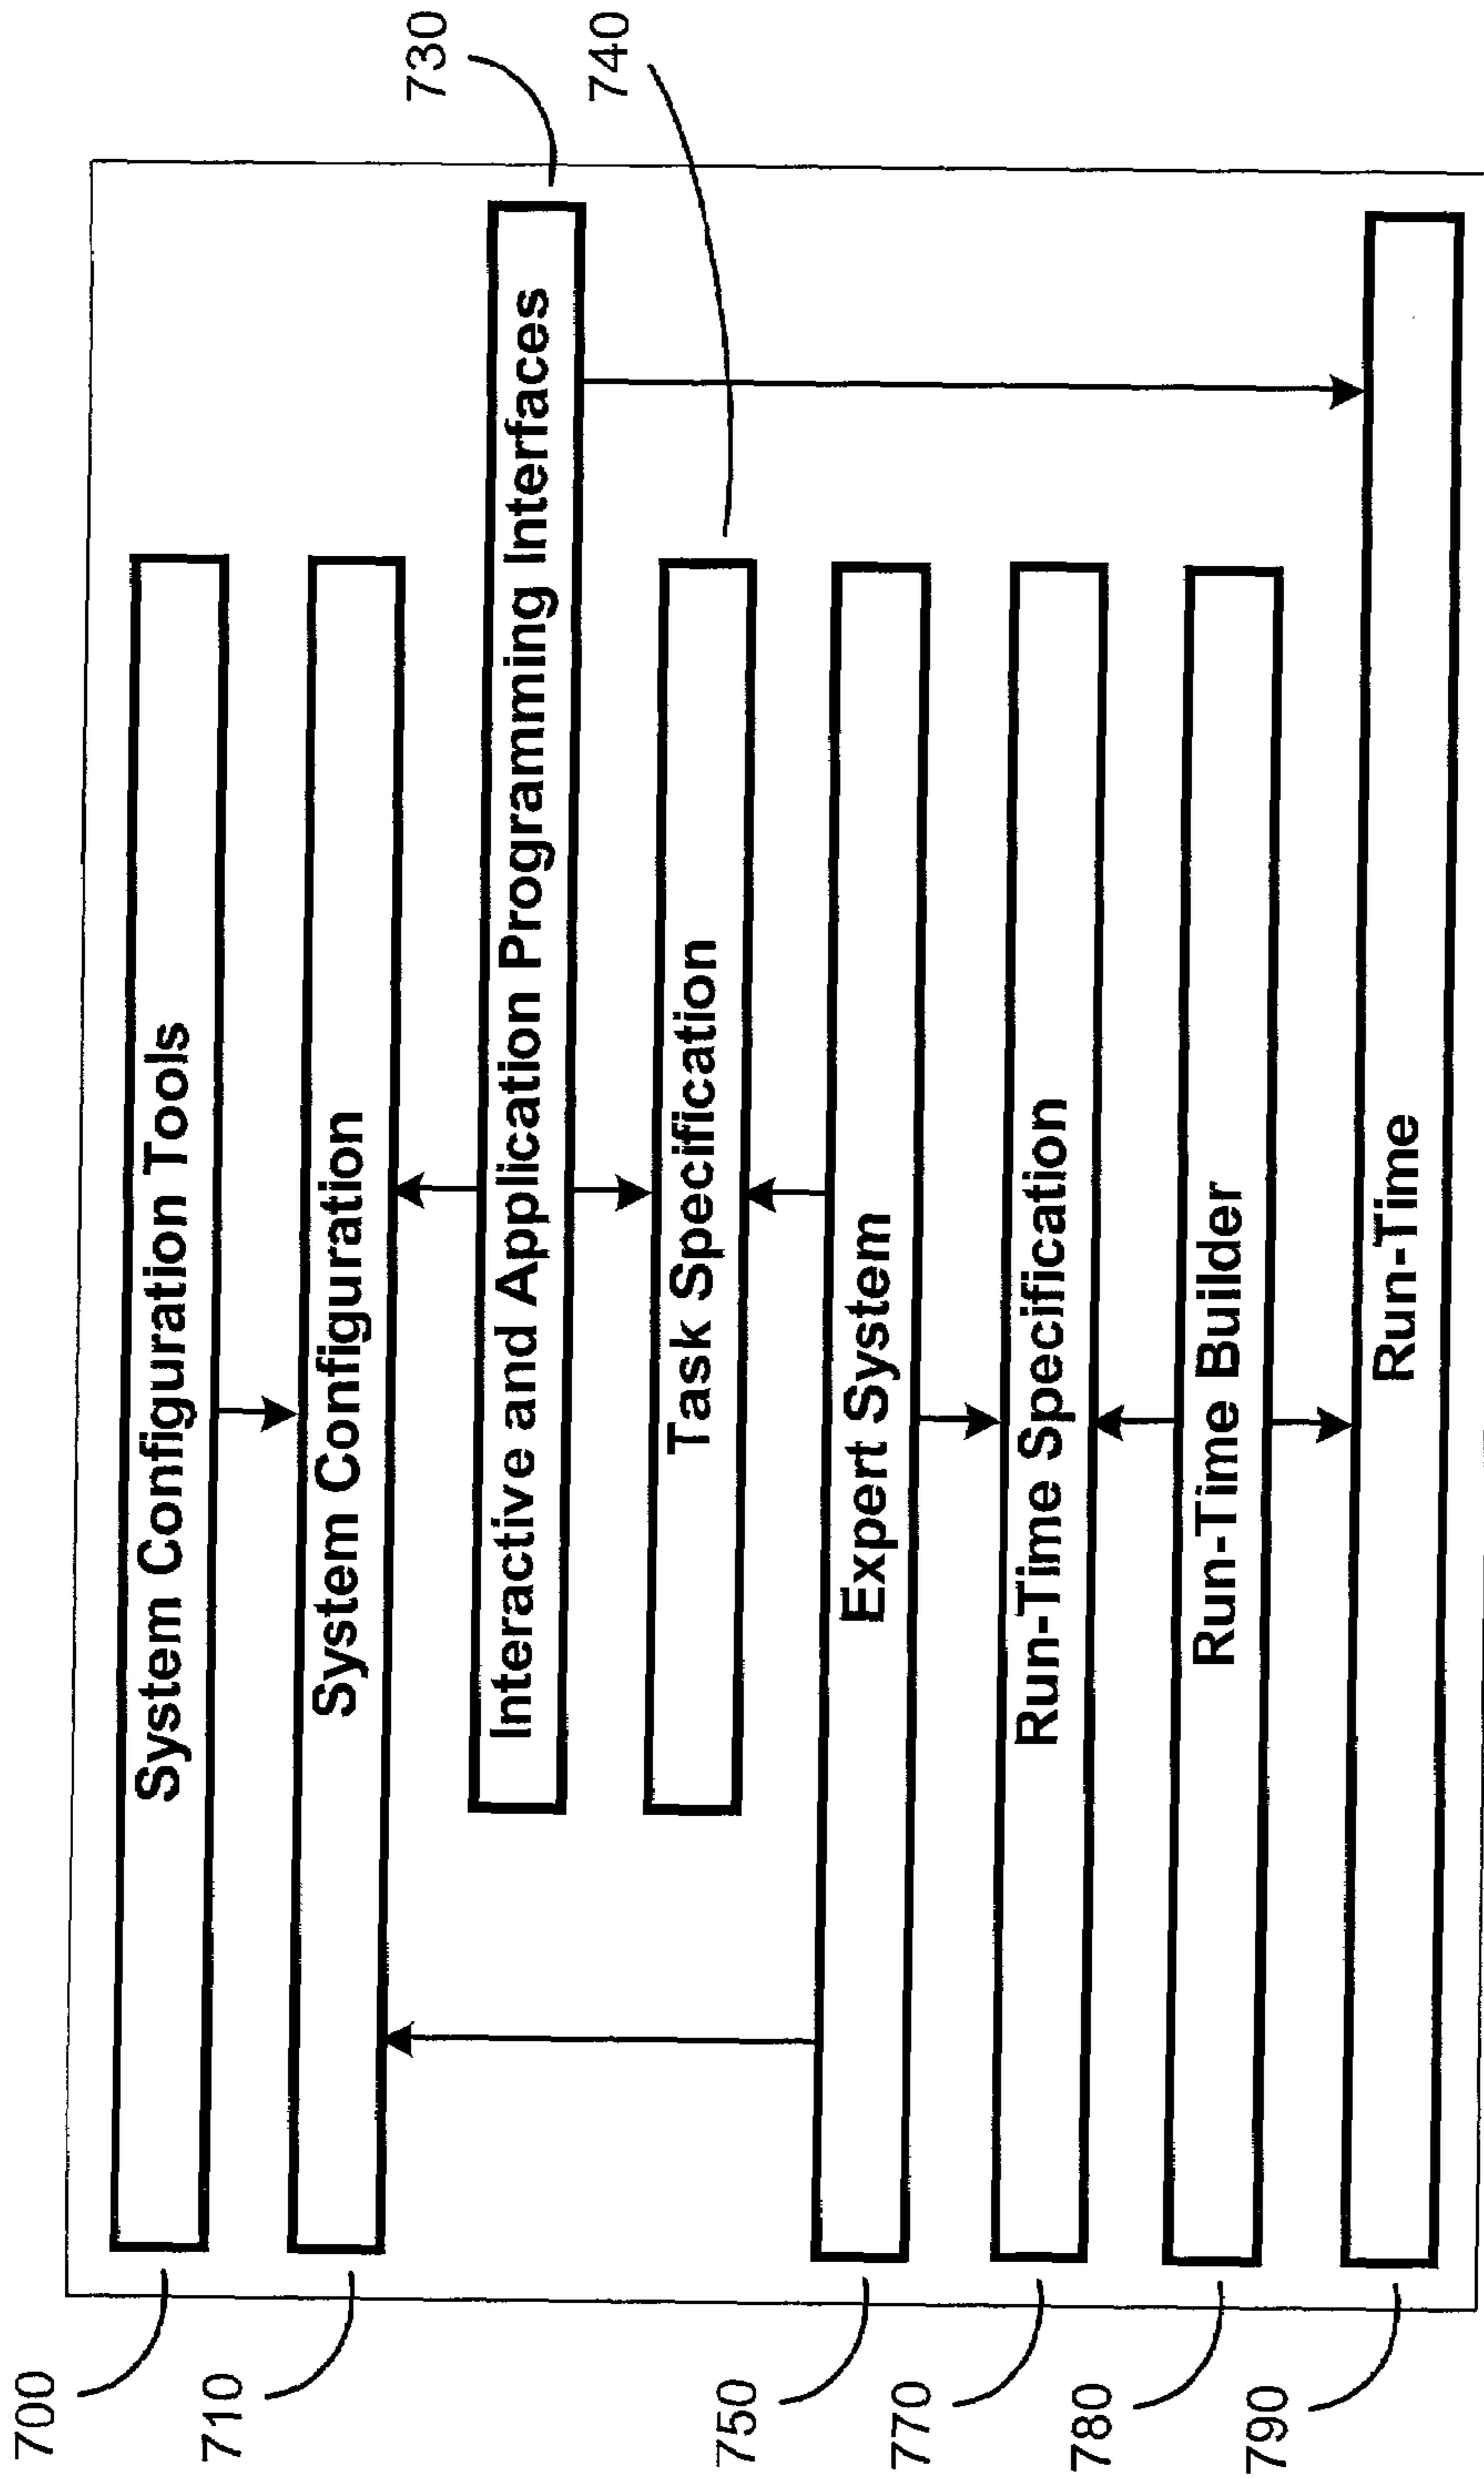 700
System Configuration Tools
710
System Configuration
730
Interactive and Application Programming Interfaces
740
Task Specification
750
Expert System
770
Run-Time Specification
780
Run-Time Builder
790
Run-Time